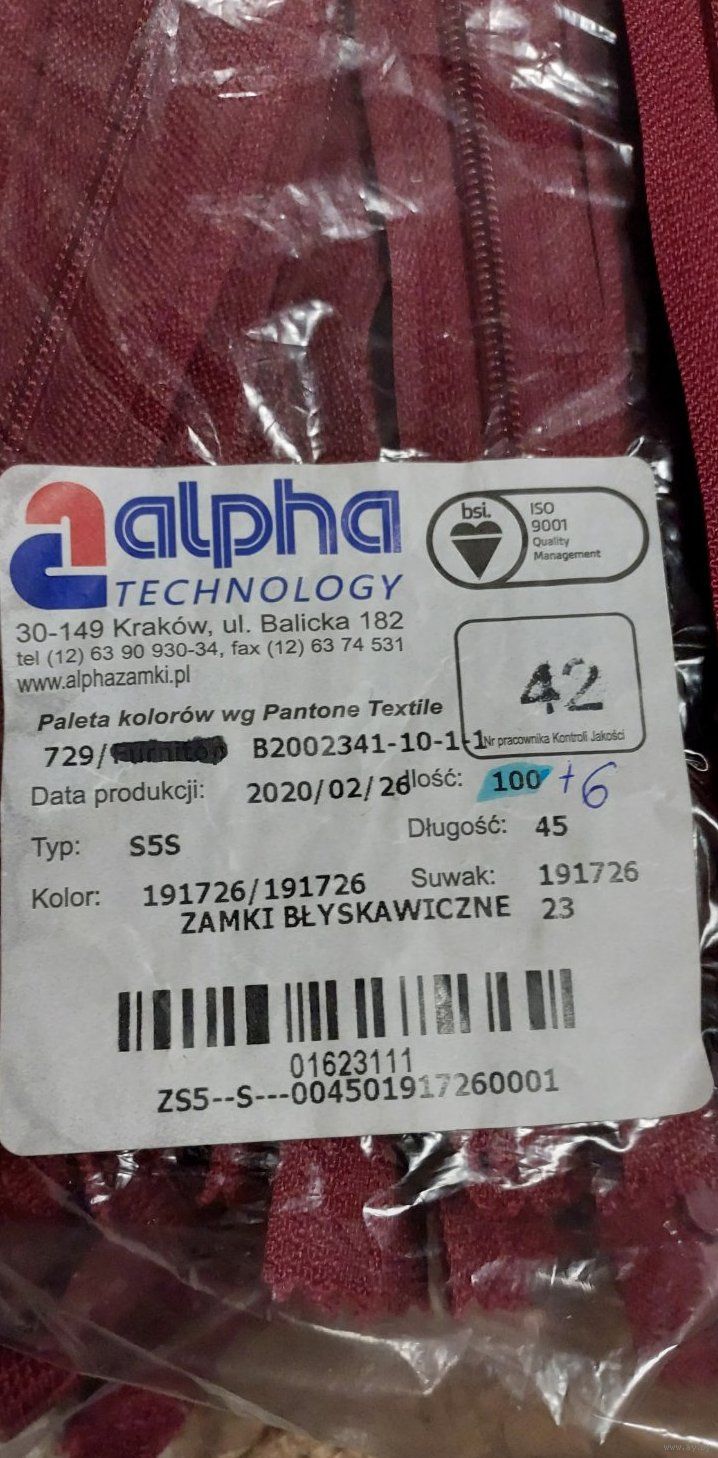 alpha
TECHNOLOGY
bsi.
ISO
9001
Quality
Management
30-149 Kraków, ul. Balicka 182
tel (12) 63 90 930-34, fax (12) 63 74 531
www.alphazamki.pl
42
Nr pracownika Kontroli Jakości
Paleta kolorów wg Pantone Textile
729/ B2002341-10-1-1
Data produkcji: 2020/02/26 Ilość: 100 +6
Typ: S5S Długość: 45
Kolor: 191726/191726 Suwak: 191726
ZAMKI BŁYSKAWICZNE 23
01623111
ZS5--S---004501917260001